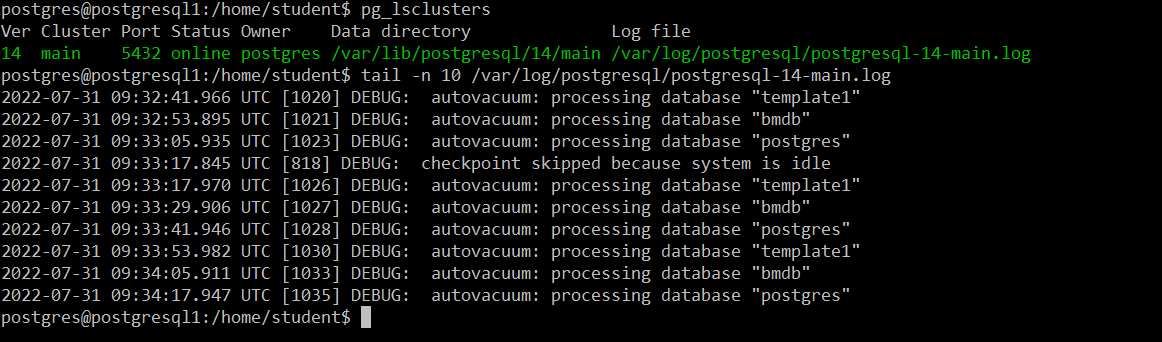 postgres@postgresql1:/home/student$ pg_lsclusters
Ver Cluster Port Status Owner    Data directory              Log file
14  main    5432 online postgres /var/lib/postgresql/14/main /var/log/postgresql/postgresql-14-main.log
postgres@postgresql1:/home/student$ tail -n 10 /var/log/postgresql/postgresql-14-main.log
2022-07-31 09:32:41.966 UTC [1020] DEBUG:  autovacuum: processing database "template1"
2022-07-31 09:32:53.895 UTC [1021] DEBUG:  autovacuum: processing database "bmdb"
2022-07-31 09:33:05.935 UTC [1023] DEBUG:  autovacuum: processing database "postgres"
2022-07-31 09:33:17.845 UTC [818] DEBUG:  checkpoint skipped because system is idle
2022-07-31 09:33:17.970 UTC [1026] DEBUG:  autovacuum: processing database "template1"
2022-07-31 09:33:29.906 UTC [1027] DEBUG:  autovacuum: processing database "bmdb"
2022-07-31 09:33:41.946 UTC [1028] DEBUG:  autovacuum: processing database "postgres"
2022-07-31 09:33:53.982 UTC [1030] DEBUG:  autovacuum: processing database "template1"
2022-07-31 09:34:05.911 UTC [1033] DEBUG:  autovacuum: processing database "bmdb"
2022-07-31 09:34:17.947 UTC [1035] DEBUG:  autovacuum: processing database "postgres"
postgres@postgresql1:/home/student$